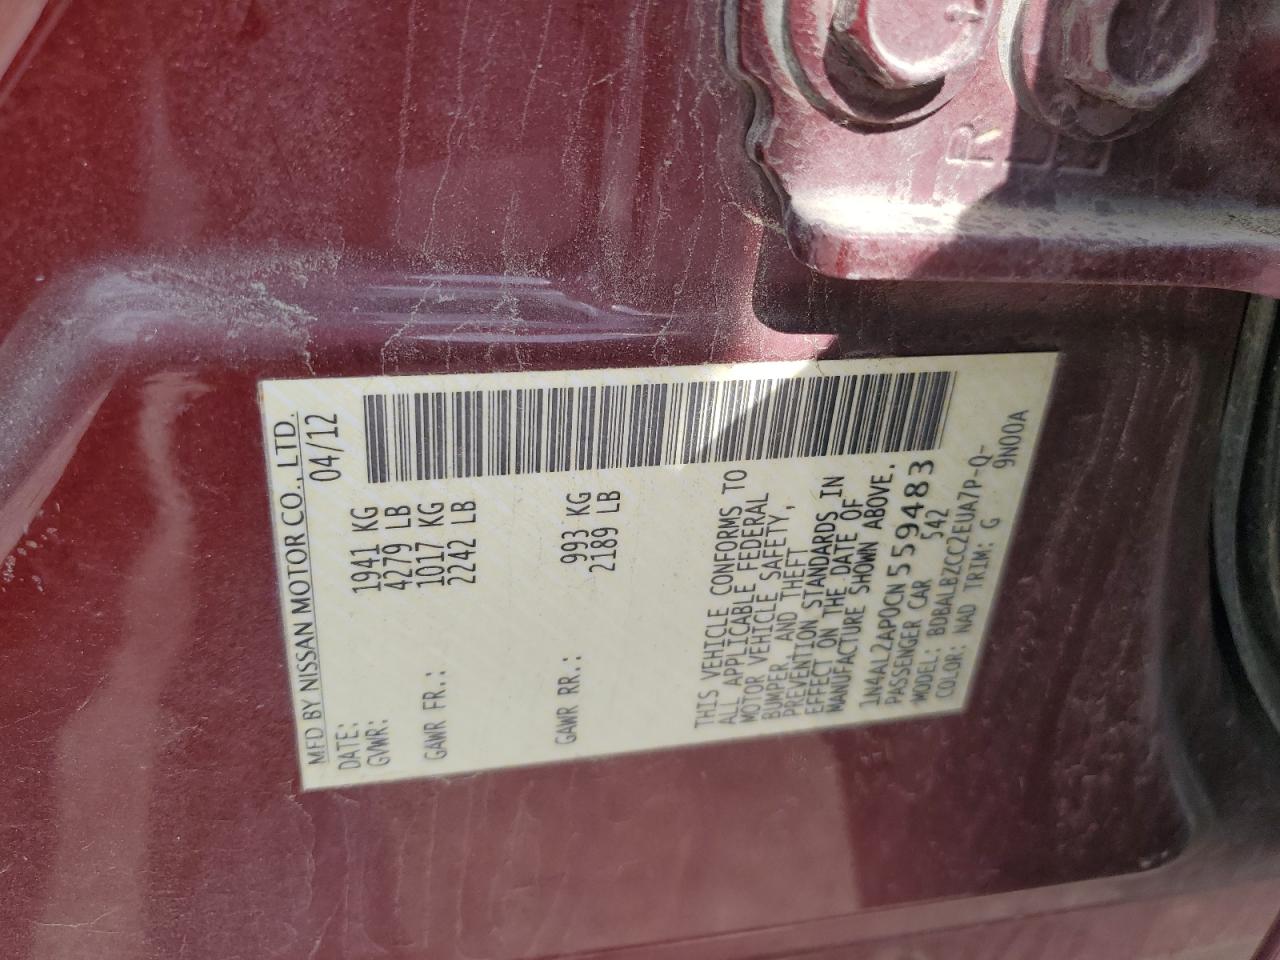 MFD BY NISSAN MOTOR CO., LTD.
DATE: 04/12
GVWR: 1941 KG
4279 LB
GAWR FR.: 1017 KG
2242 LB
GAWR RR.: 993 KG
2189 LB
THIS VEHICLE CONFORMS TO
ALL APPLICABLE FEDERAL
MOTOR VEHICLE SAFETY,
BUMPER, AND THEFT
PREVENTION STANDARDS IN
EFFECT ON THE DATE OF
MANUFACTURE SHOWN ABOVE.
1N4AL2AP0CN559483
PASSENGER CAR 542
MODEL: BDBALBZCC2EUA7P-Q-
COLOR: NAD TRIM: G 9N00A
R